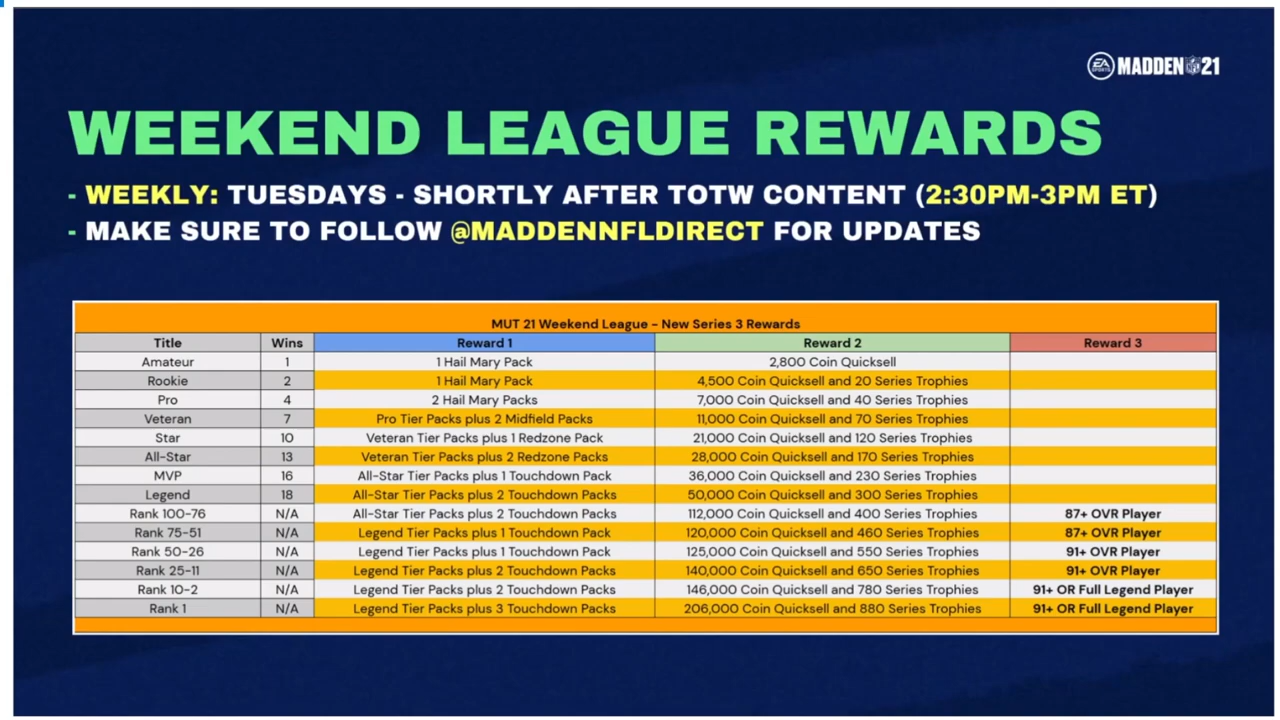 EA SPORTS MADDEN NFL 21
WEEKEND LEAGUE REWARDS
- WEEKLY: TUESDAYS - SHORTLY AFTER TOTW CONTENT (2:30PM-3PM ET)
- MAKE SURE TO FOLLOW @MADDENNFLDIRECT FOR UPDATES
MUT 21 Weekend League - New Series 3 Rewards
Title Wins Reward 1 Reward 2 Reward 3
Amateur 1 1 Hail Mary Pack 2,800 Coin Quicksell
Rookie 2 1 Hail Mary Pack 4,500 Coin Quicksell and 20 Series Trophies
Pro 4 2 Hail Mary Packs 7,000 Coin Quicksell and 40 Series Trophies
Veteran 7 Pro Tier Packs plus 2 Midfield Packs 11,000 Coin Quicksell and 70 Series Trophies
Star 10 Veteran Tier Packs plus 1 Redzone Pack 21,000 Coin Quicksell and 120 Series Trophies
All-Star 13 Veteran Tier Packs plus 2 Redzone Packs 28,000 Coin Quicksell and 170 Series Trophies
MVP 16 All-Star Tier Packs plus 1 Touchdown Pack 36,000 Coin Quicksell and 230 Series Trophies
Legend 18 All-Star Tier Packs plus 2 Touchdown Packs 50,000 Coin Quicksell and 300 Series Trophies
Rank 100-76 N/A All-Star Tier Packs plus 2 Touchdown Packs 112,000 Coin Quicksell and 400 Series Trophies 87+ OVR Player
Rank 75-51 N/A Legend Tier Packs plus 1 Touchdown Pack 120,000 Coin Quicksell and 460 Series Trophies 87+ OVR Player
Rank 50-26 N/A Legend Tier Packs plus 1 Touchdown Pack 125,000 Coin Quicksell and 550 Series Trophies 91+ OVR Player
Rank 25-11 N/A Legend Tier Packs plus 2 Touchdown Packs 140,000 Coin Quicksell and 650 Series Trophies 91+ OVR Player
Rank 10-2 N/A Legend Tier Packs plus 2 Touchdown Packs 146,000 Coin Quicksell and 780 Series Trophies 91+ OR Full Legend Player
Rank 1 N/A Legend Tier Packs plus 3 Touchdown Packs 206,000 Coin Quicksell and 880 Series Trophies 91+ OR Full Legend Player